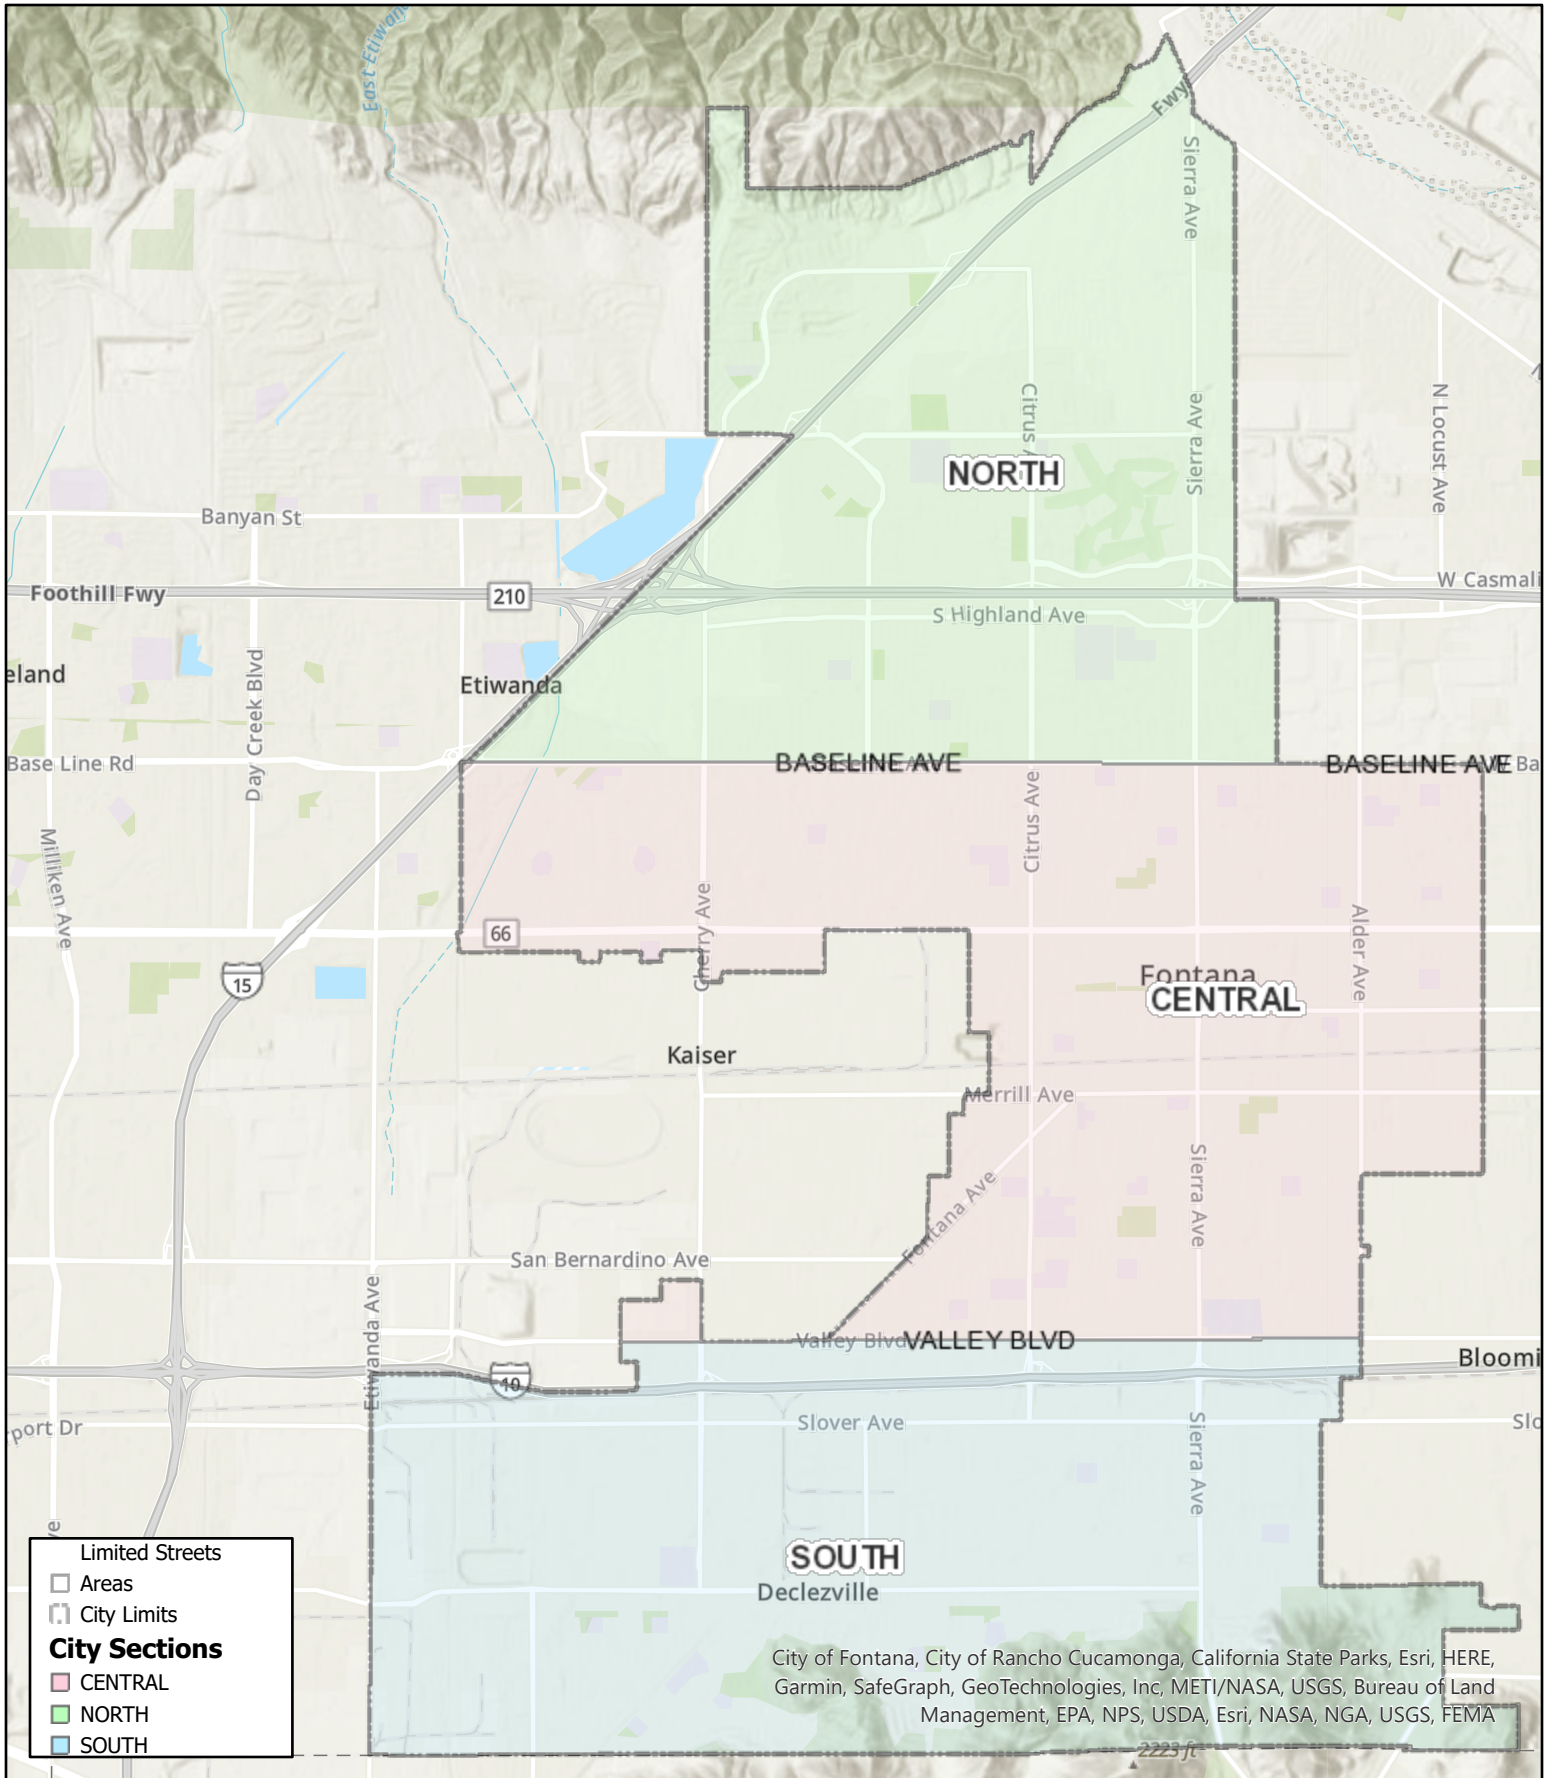 East Etiwan
Fwy
Sierra Ave
Citrus
Sierra Ave
N Locust Ave
NORTH
Banyan St
Foothill Fwy
210
W Casmali
S Highland Ave
eland
Day Creek Blvd
Etiwanda
Base Line Rd
BASELINE AVE
BASELINE AVE
W Ba
Citrus Ave
Milliken Ave
Cherry Ave
Alder Ave
66
15
Fontana
CENTRAL
Kaiser
Merrill Ave
Sierra Ave
Fontana Ave
San Bernardino Ave
Etiwanda Ave
Valley Blvd
VALLEY BLVD
Bloomi
10
port Dr
Slover Ave
Slo
Sierra Ave
ve
SOUTH
Declezville
Limited Streets
Areas
City Limits
City Sections
CENTRAL
NORTH
SOUTH
City of Fontana, City of Rancho Cucamonga, California State Parks, Esri, HERE,
Garmin, SafeGraph, GeoTechnologies, Inc, METI/NASA, USGS, Bureau of Land
Management, EPA, NPS, USDA, Esri, NASA, NGA, USGS, FEMA
2223 ft